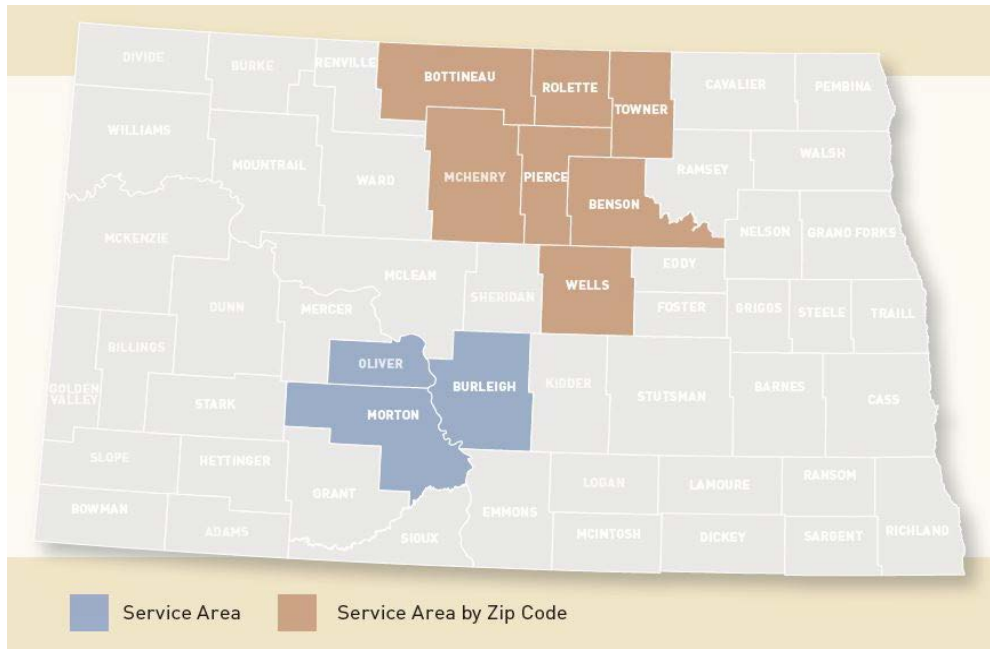 DIVIDE
BURKE
RENVILLE
BOTTINEAU
ROLETTE
TOWNER
CAVALIER
PEMBINA
WILLIAMS
MOUNTRAIL
WARD
MCHENRY
PIERCE
BENSON
RAMSEY
WALSH
MCKENZIE
NELSON
GRAND FORKS
DUNN
MERCER
MCLEAN
SHERIDAN
WELLS
EDDY
FOSTER
GRIGGS
STEELE
TRAILL
GOLDEN
VALLEY
BILLINGS
STARK
OLIVER
MORTON
BURLEIGH
KIDDER
STUTSMAN
BARNES
CASS
SLOPE
HETTINGER
GRANT
EMMONS
LOGAN
LAMOURE
RANSOM
BOWMAN
ADAMS
SIOUX
MCINTOSH
DICKEY
SARGENT
RICHLAND
Service Area
Service Area by Zip Code